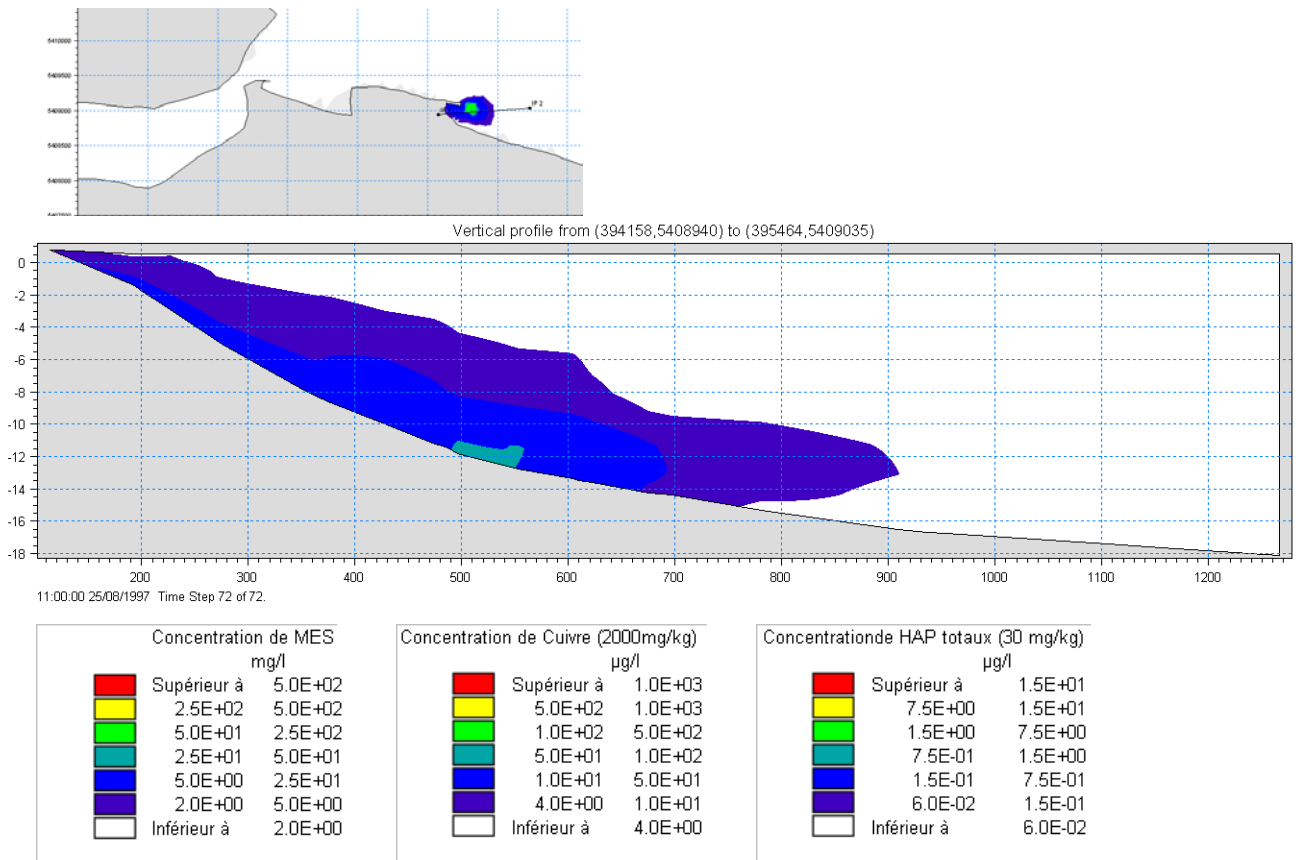 5410000
5409500
5409000
5408500
5408000
5407500
IP 2
Vertical profile from (394158,5408940) to (395464,5409035)
0
-2
-4
-6
-8
-10
-12
-14
-16
-18
200 300 400 500 600 700 800 900 1000 1100 1200
11:00:00 25/08/1997 Time Step 72 of 72.
Concentration de MES
mg/l
Supérieur à 5.0E+02
2.5E+02 5.0E+02
5.0E+01 2.5E+02
2.5E+01 5.0E+01
5.0E+00 2.5E+01
2.0E+00 5.0E+00
Inférieur à 2.0E+00
Concentration de Cuivre (2000mg/kg)
µg/l
Supérieur à 1.0E+03
5.0E+02 1.0E+03
1.0E+02 5.0E+02
5.0E+01 1.0E+02
1.0E+01 5.0E+01
4.0E+00 1.0E+01
Inférieur à 4.0E+00
Concentrationde HAP totaux (30 mg/kg)
µg/l
Supérieur à 1.5E+01
7.5E+00 1.5E+01
1.5E+00 7.5E+00
7.5E-01 1.5E+00
1.5E-01 7.5E-01
6.0E-02 1.5E-01
Inférieur à 6.0E-02